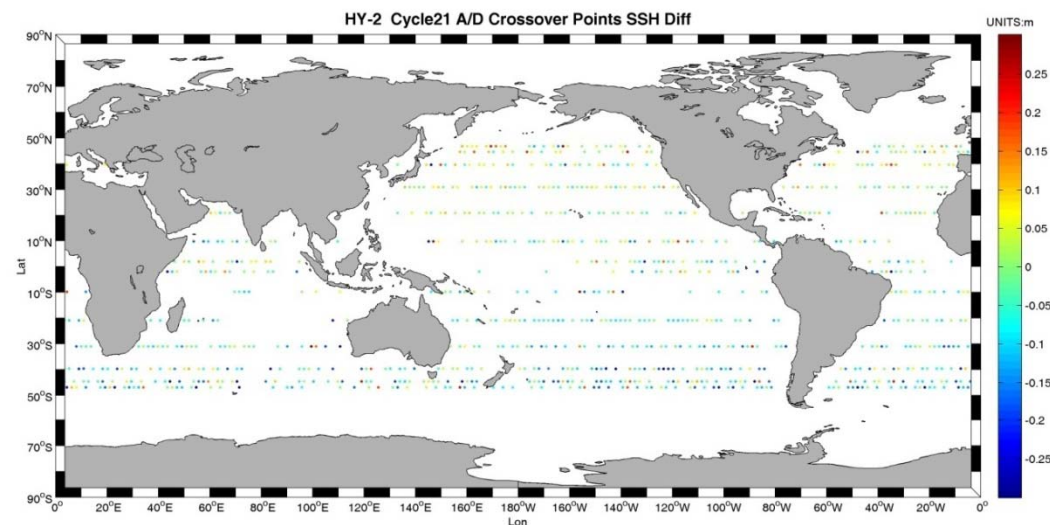 HY-2 Cycle21 A/D Crossover Points SSH Diff
UNITS:m
90°N
70°N
50°N
30°N
10°N
10°S
30°S
50°S
70°S
90°S
Lat
0°
20°E
40°E
60°E
80°E
100°E
120°E
140°E
160°E
180°E
160°W
140°W
120°W
100°W
80°W
60°W
40°W
20°W
0°
Lon
0.25
0.2
0.15
0.1
0.05
0
-0.05
-0.1
-0.15
-0.2
-0.25